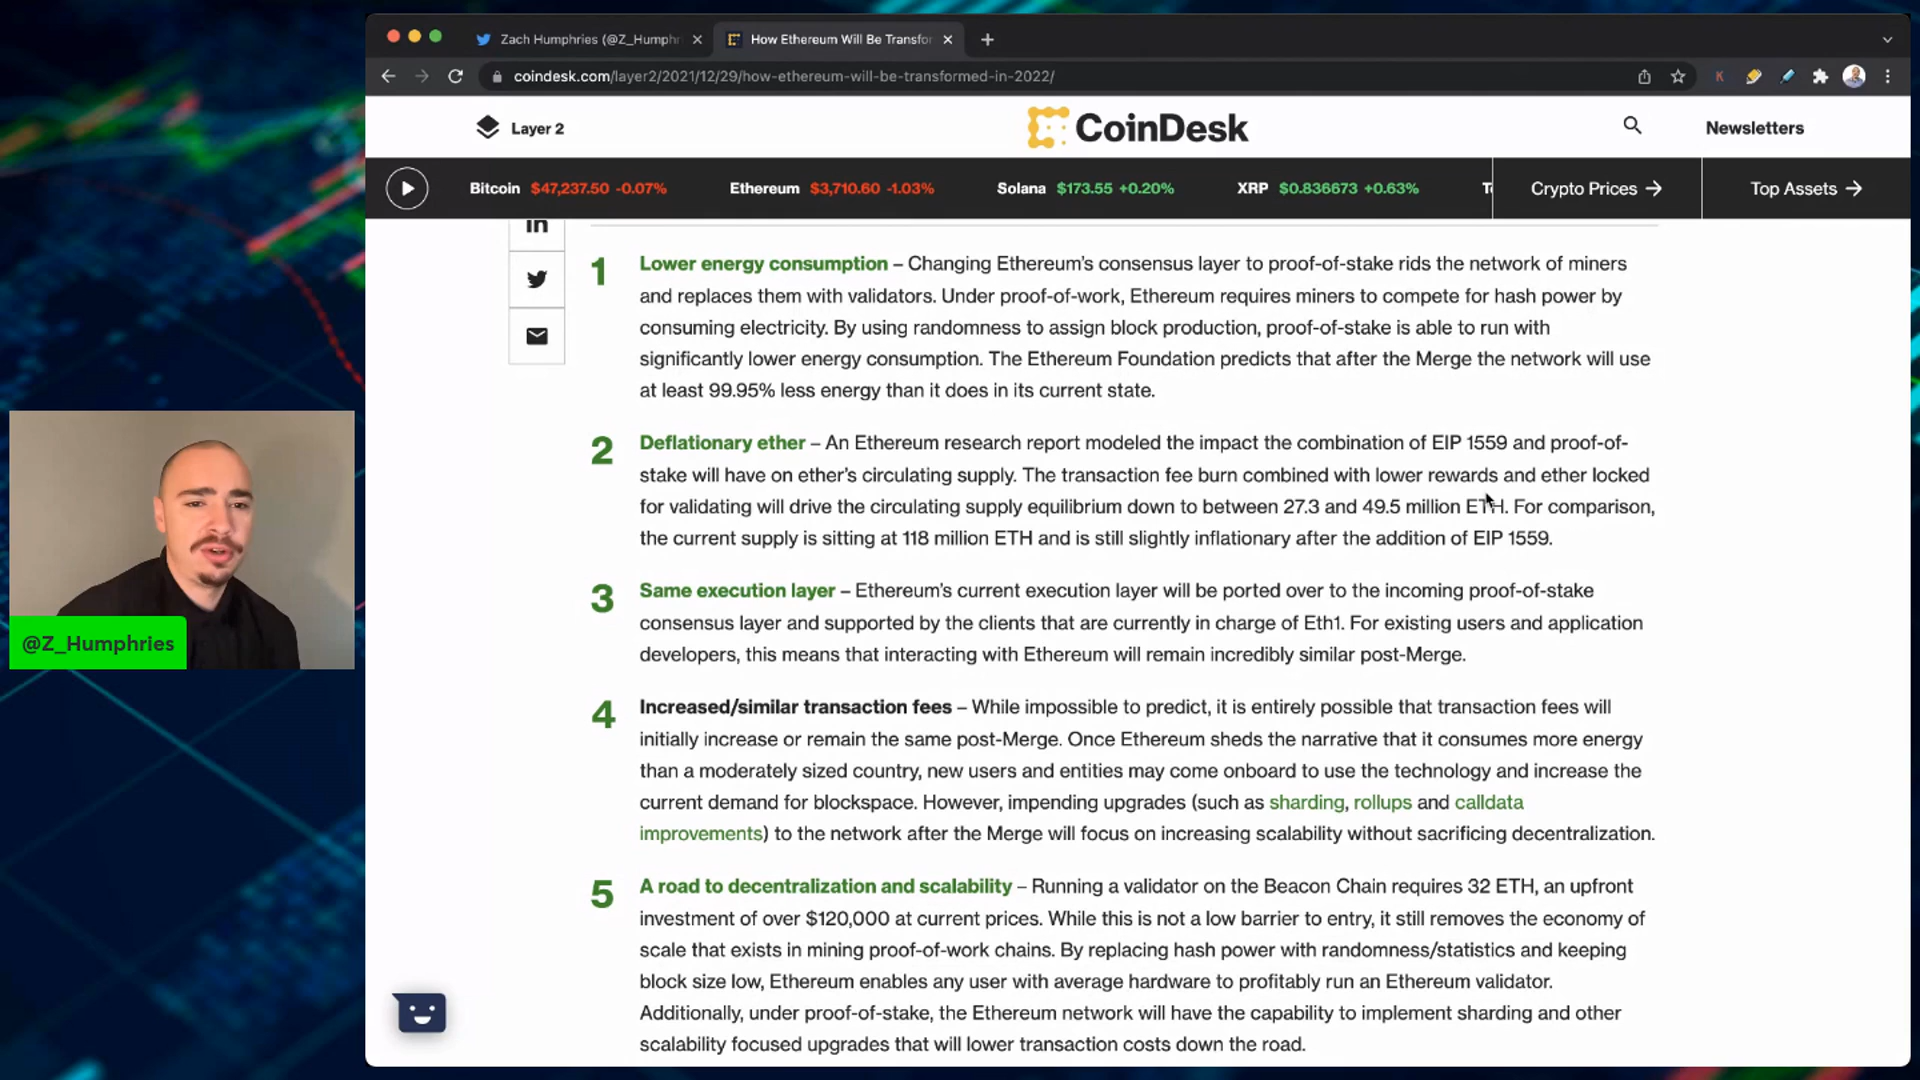 Zach Humphries (@Z_Humphr
How Ethereum Will Be Transfor
coindesk.com/layer2/2021/12/29/how-ethereum-will-be-transformed-in-2022/
Layer 2
CoinDesk
Newsletters
Bitcoin $47,237.50 -0.07%
Ethereum $3,710.60 -1.03%
Solana $173.55 +0.20%
XRP $0.836673 +0.63%
Crypto Prices →
Top Assets →
in
1 Lower energy consumption – Changing Ethereum's consensus layer to proof-of-stake rids the network of miners
and replaces them with validators. Under proof-of-work, Ethereum requires miners to compete for hash power by
consuming electricity. By using randomness to assign block production, proof-of-stake is able to run with
significantly lower energy consumption. The Ethereum Foundation predicts that after the Merge the network will use
at least 99.95% less energy than it does in its current state.
2 Deflationary ether – An Ethereum research report modeled the impact the combination of EIP 1559 and proof-of-
stake will have on ether's circulating supply. The transaction fee burn combined with lower rewards and ether locked
for validating will drive the circulating supply equilibrium down to between 27.3 and 49.5 million ETH. For comparison,
the current supply is sitting at 118 million ETH and is still slightly inflationary after the addition of EIP 1559.
3 Same execution layer – Ethereum's current execution layer will be ported over to the incoming proof-of-stake
consensus layer and supported by the clients that are currently in charge of Eth1. For existing users and application
developers, this means that interacting with Ethereum will remain incredibly similar post-Merge.
4 Increased/similar transaction fees – While impossible to predict, it is entirely possible that transaction fees will
initially increase or remain the same post-Merge. Once Ethereum sheds the narrative that it consumes more energy
than a moderately sized country, new users and entities may come onboard to use the technology and increase the
current demand for blockspace. However, impending upgrades (such as sharding, rollups and calldata
improvements) to the network after the Merge will focus on increasing scalability without sacrificing decentralization.
5 A road to decentralization and scalability – Running a validator on the Beacon Chain requires 32 ETH, an upfront
investment of over $120,000 at current prices. While this is not a low barrier to entry, it still removes the economy of
scale that exists in mining proof-of-work chains. By replacing hash power with randomness/statistics and keeping
block size low, Ethereum enables any user with average hardware to profitably run an Ethereum validator.
Additionally, under proof-of-stake, the Ethereum network will have the capability to implement sharding and other
scalability focused upgrades that will lower transaction costs down the road.
@Z_Humphries